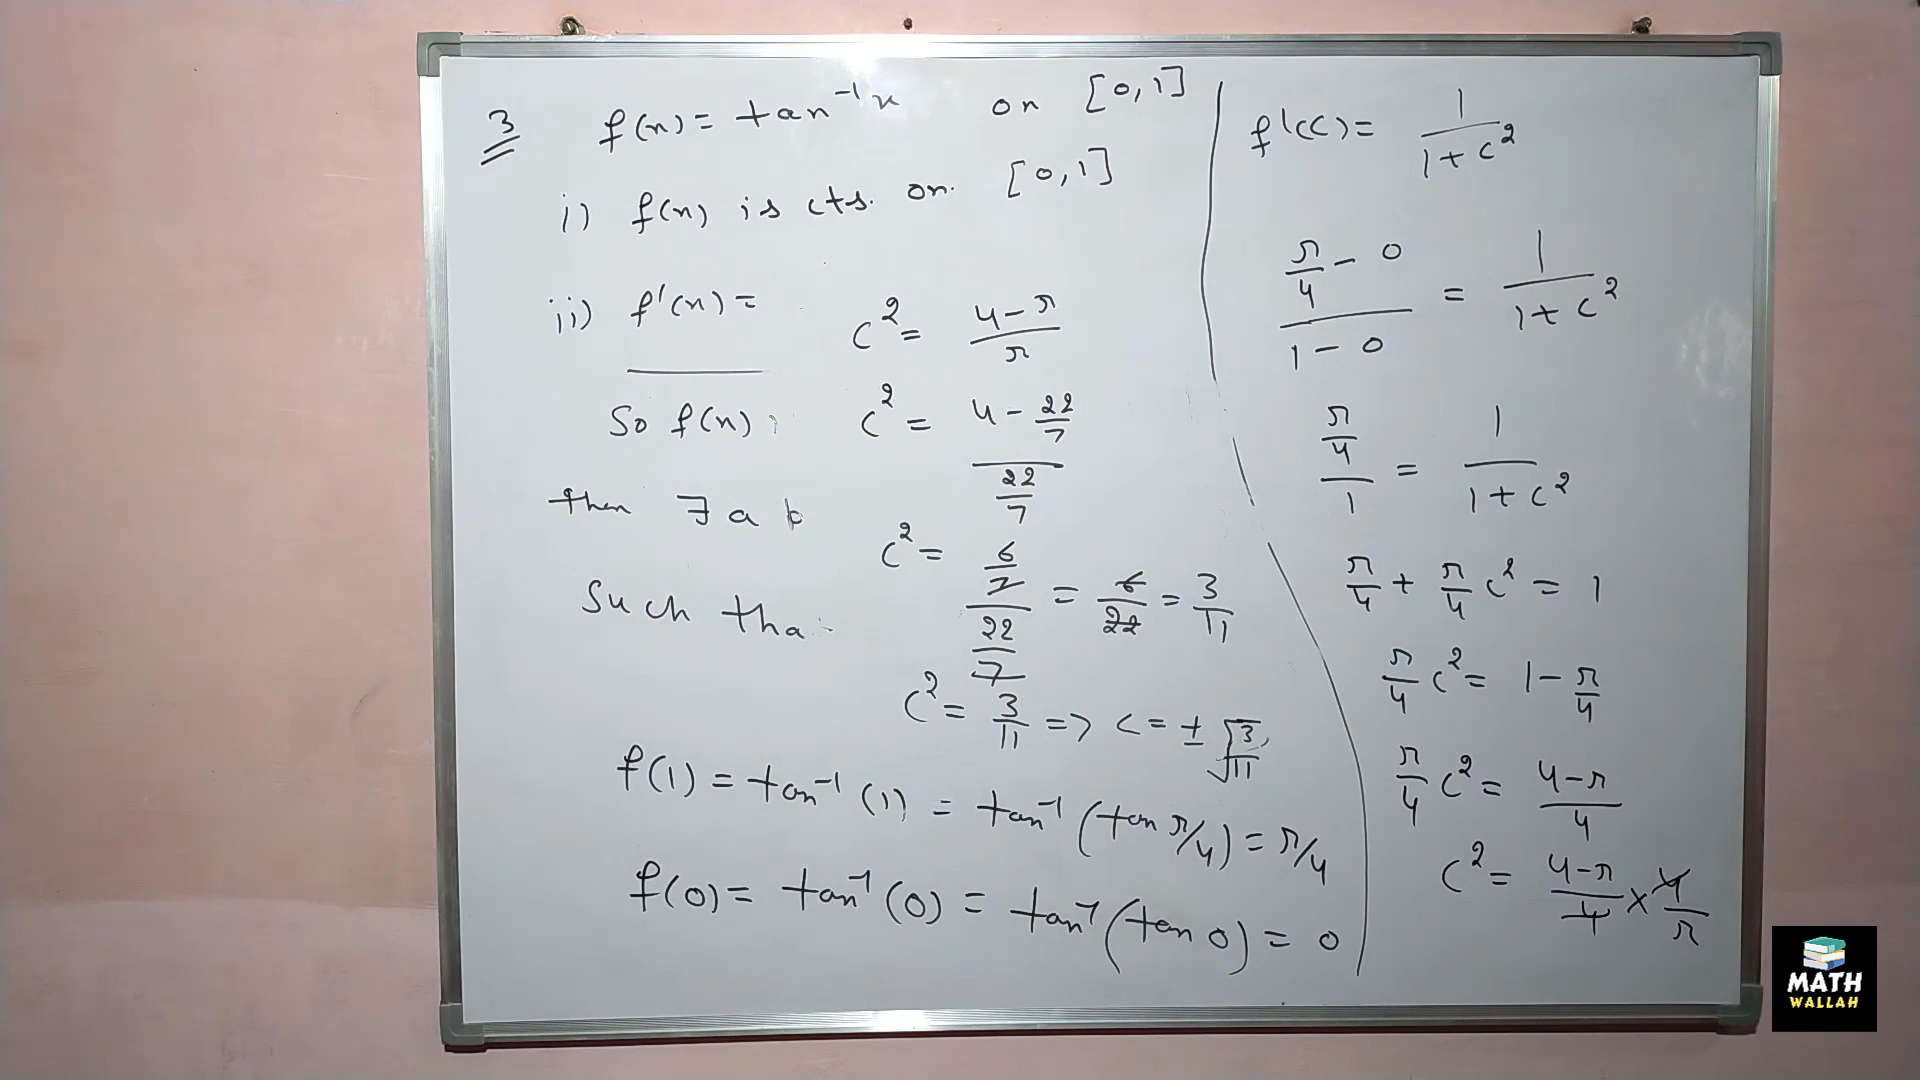 3 f(x) = tan⁻¹x on [0,1]
i) f(x) is cts. on. [0,1]
ii) f'(x) =
So f(x)
then ∃ a
Such tha
c² = (4-π)/π
c² = (4 - 22/7)/(22/7)
c² = (6/7)/(22/7) = 6/22 = 3/11
c² = 3/11 => c = ± √(3/11)
f(1) = tan⁻¹(1) = tan⁻¹(tan π/4) = π/4
f(0) = tan⁻¹(0) = tan⁻¹(tan 0) = 0
f'(c) = 1/(1+c²)
(π/4 - 0)/(1-0) = 1/(1+c²)
(π/4)/1 = 1/(1+c²)
π/4 + π/4 c² = 1
π/4 c² = 1 - π/4
π/4 c² = (4-π)/4
c² = (4-π)/4 × 4/π
MATH
WALLAH